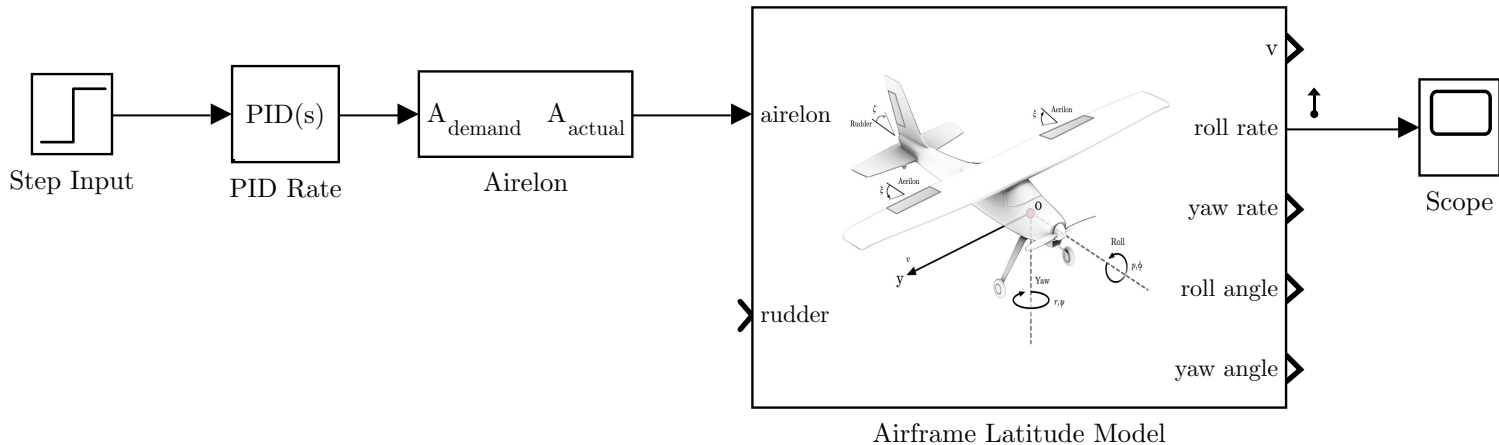 Step Input
PID(s)
PID Rate
A demand A actual
Airelon
airelon
rudder
v
roll rate
yaw rate
roll angle
yaw angle
ζ
Rudder
ξ
Aerilon
ξ
Aerilon
o
v
y
Roll
p,ϕ̇
Yaw
r,ψ
Airframe Latitude Model
Scope